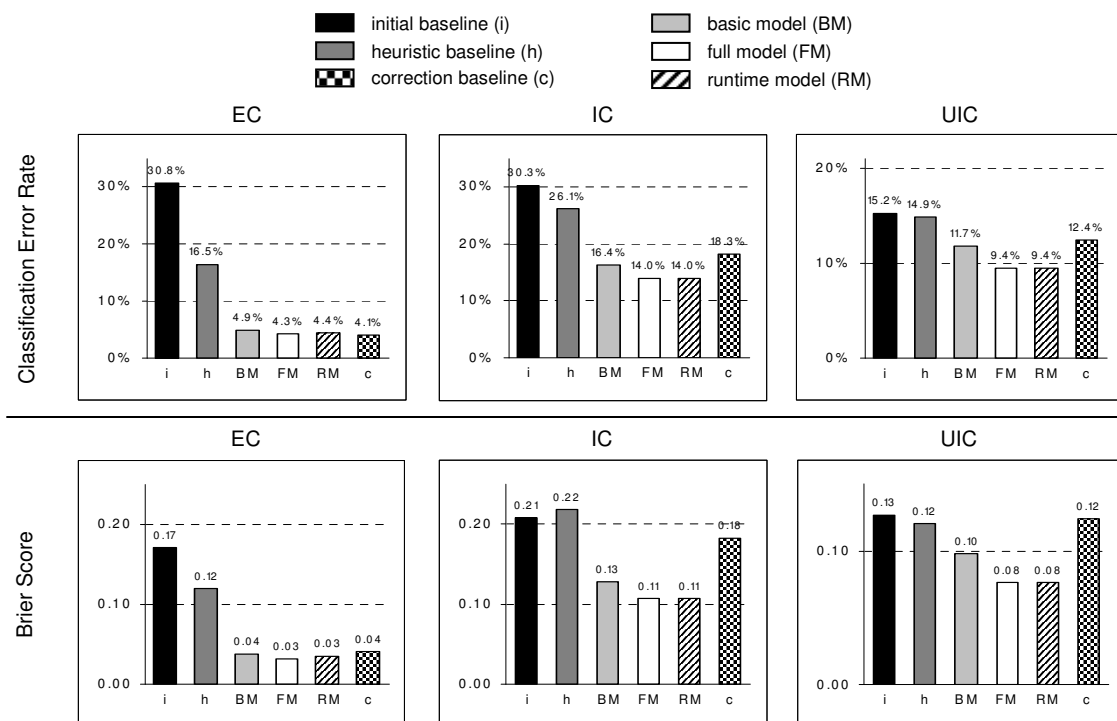 initial baseline (i)
heuristic baseline (h)
correction baseline (c)
basic model (BM)
full model (FM)
runtime model (RM)
Classification Error Rate
EC
30%
20%
10%
0%
30.8%
16.5%
4.9%
4.3%
4.4%
4.1%
i h BM FM RM c
IC
30%
20%
10%
0%
30.3%
26.1%
16.4%
14.0%
14.0%
18.3%
i h BM FM RM c
UIC
20%
10%
0%
15.2%
14.9%
11.7%
9.4%
9.4%
12.4%
i h BM FM RM c
Brier Score
EC
0.20
0.10
0.00
0.17
0.12
0.04
0.03
0.03
0.04
i h BM FM RM c
IC
0.20
0.10
0.00
0.21
0.22
0.13
0.11
0.11
0.18
i h BM FM RM c
UIC
0.10
0.00
0.13
0.12
0.10
0.08
0.08
0.12
i h BM FM RM c